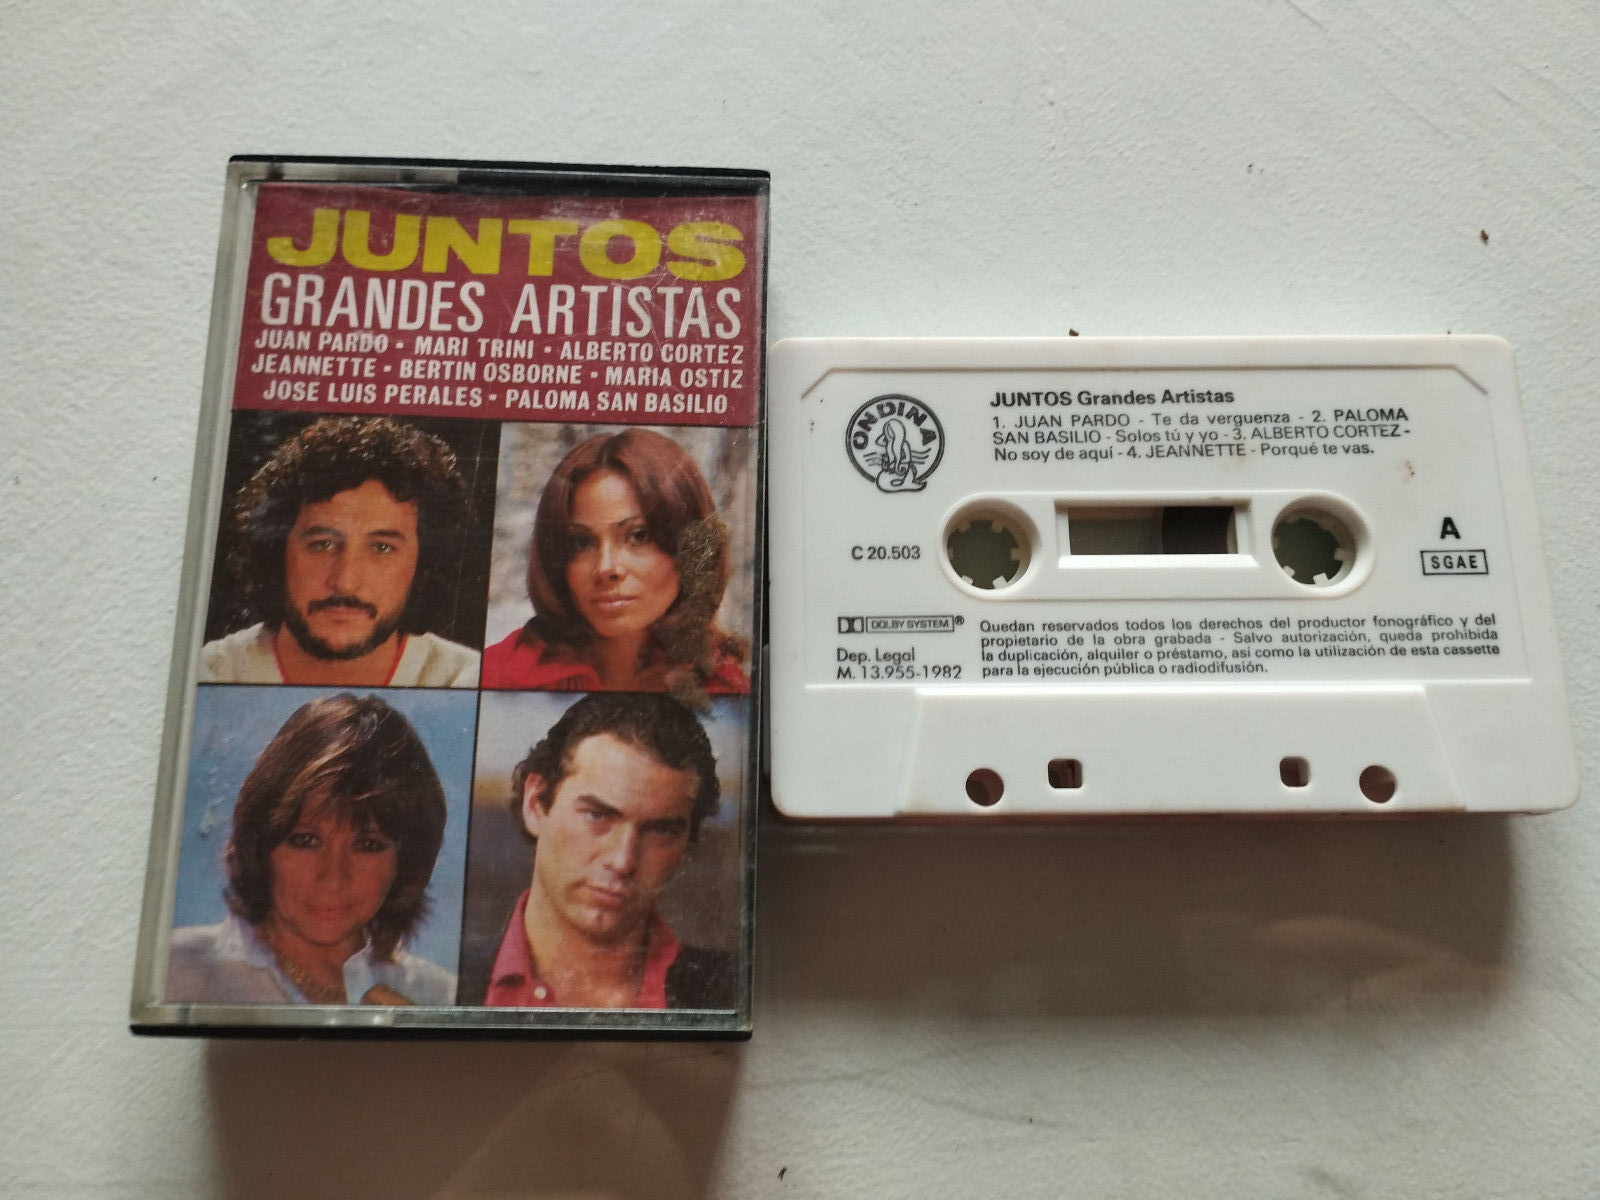 JUNTOS
GRANDES ARTISTAS
JUAN PARDO · MARI TRINI · ALBERTO CORTEZ
JEANNETTE · BERTIN OSBORNE · MARIA OSTIZ
JOSE LUIS PERALES · PALOMA SAN BASILIO
ONDINA
JUNTOS Grandes Artistas
1. JUAN PARDO - Te da verguenza - 2. PALOMA
SAN BASILIO - Solos tú y yo - 3. ALBERTO CORTEZ -
No soy de aquí - 4. JEANNETTE - Porqué te vas.
C 20.503
A
SGAE
DOLBY SYSTEM®
Dep. Legal
M. 13.955-1982
Quedan reservados todos los derechos del productor fonográfico y del
propietario de la obra grabada - Salvo autorización, queda prohibida
la duplicación, alquiler o préstamo, así como la utilización de esta cassette
para la ejecución pública o radiodifusión.